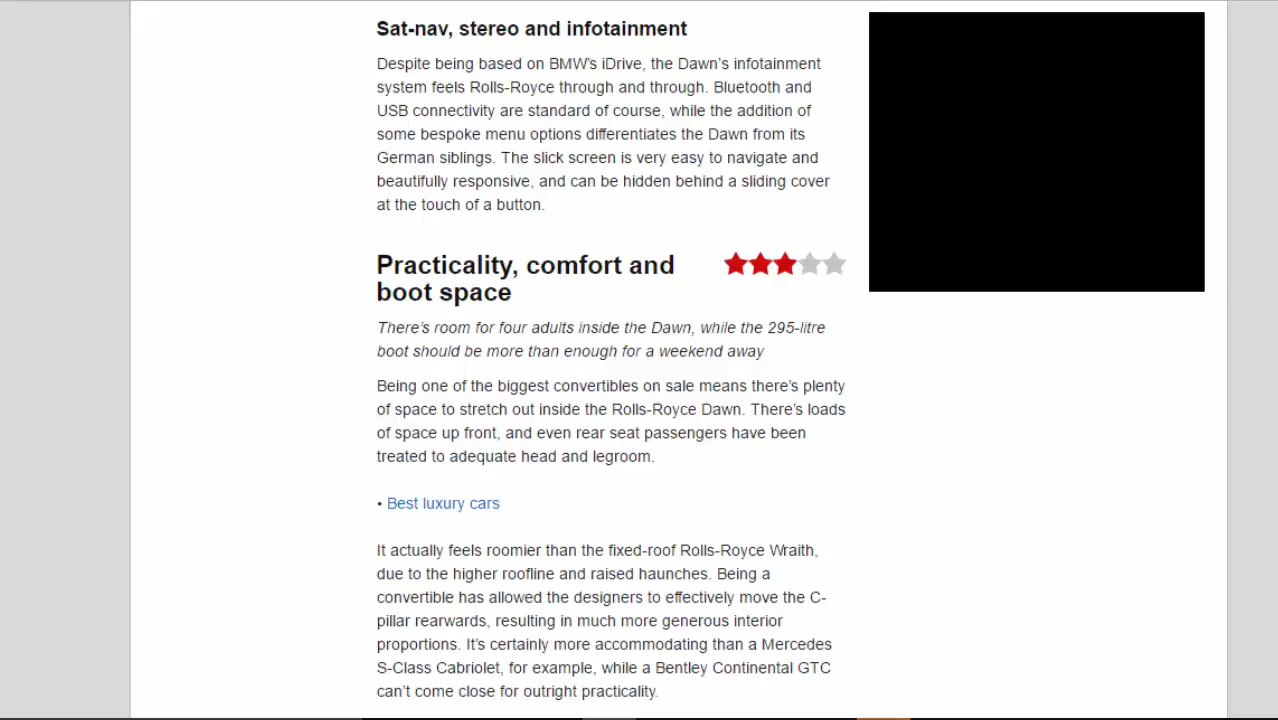 Sat-nav, stereo and infotainment
Despite being based on BMW's iDrive, the Dawn's infotainment
system feels Rolls-Royce through and through. Bluetooth and
USB connectivity are standard of course, while the addition of
some bespoke menu options differentiates the Dawn from its
German siblings. The slick screen is very easy to navigate and
beautifully responsive, and can be hidden behind a sliding cover
at the touch of a button.
Practicality, comfort and
boot space
There's room for four adults inside the Dawn, while the 295-litre
boot should be more than enough for a weekend away
Being one of the biggest convertibles on sale means there's plenty
of space to stretch out inside the Rolls-Royce Dawn. There's loads
of space up front, and even rear seat passengers have been
treated to adequate head and legroom.
• Best luxury cars
It actually feels roomier than the fixed-roof Rolls-Royce Wraith,
due to the higher roofline and raised haunches. Being a
convertible has allowed the designers to effectively move the C-
pillar rearwards, resulting in much more generous interior
proportions. It's certainly more accommodating than a Mercedes
S-Class Cabriolet, for example, while a Bentley Continental GTC
can't come close for outright practicality.